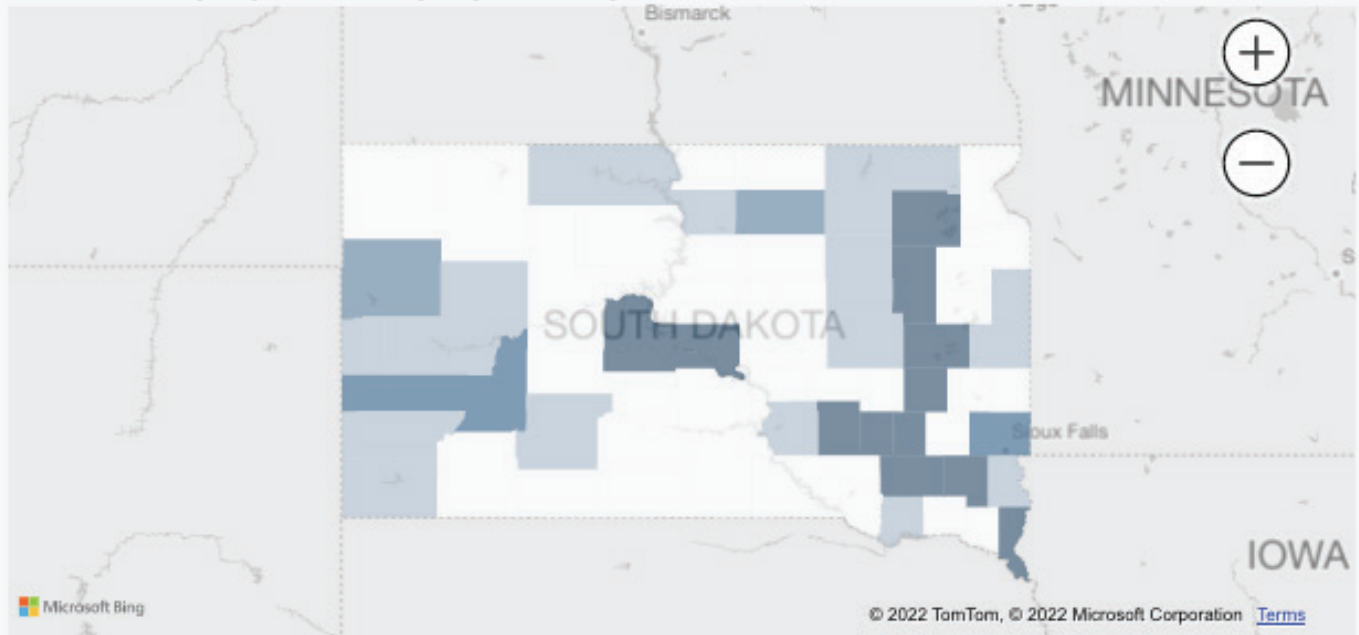 Bismarck
MINNESOTA
SOUTH DAKOTA
Sioux Falls
IOWA
Microsoft Bing
© 2022 TomTom, © 2022 Microsoft Corporation Terms